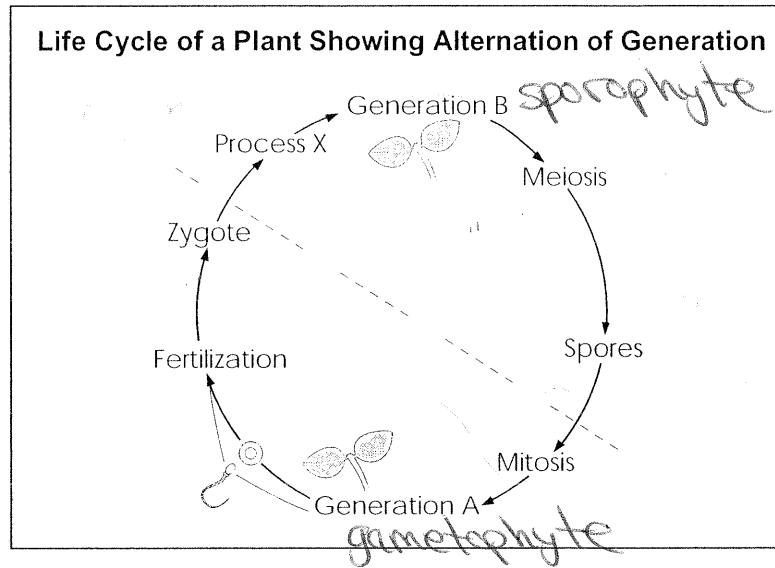 Life Cycle of a Plant Showing Alternation of Generation
Generation B sporophyte
Process X
Meiosis
Zygote
Spores
Fertilization
Mitosis
Generation A
gametophyte